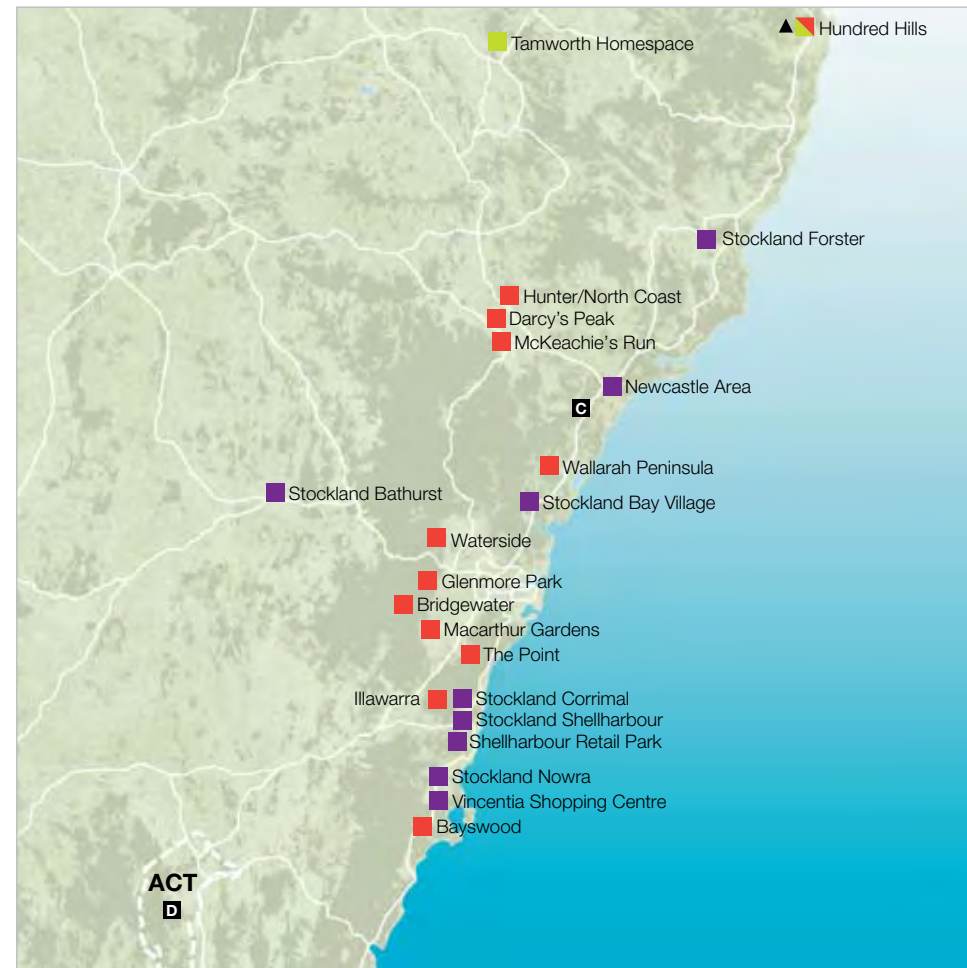 Hundred Hills
Tamworth Homespace
Stockland Forster
Hunter/North Coast
Darcy's Peak
McKeachie's Run
Newcastle Area
C
Wallarah Peninsula
Stockland Bathurst
Stockland Bay Village
Waterside
Glenmore Park
Bridgewater
Macarthur Gardens
The Point
Illawarra
Stockland Corrimal
Stockland Shellharbour
Shellharbour Retail Park
Stockland Nowra
Vincentia Shopping Centre
Bayswood
ACT
D